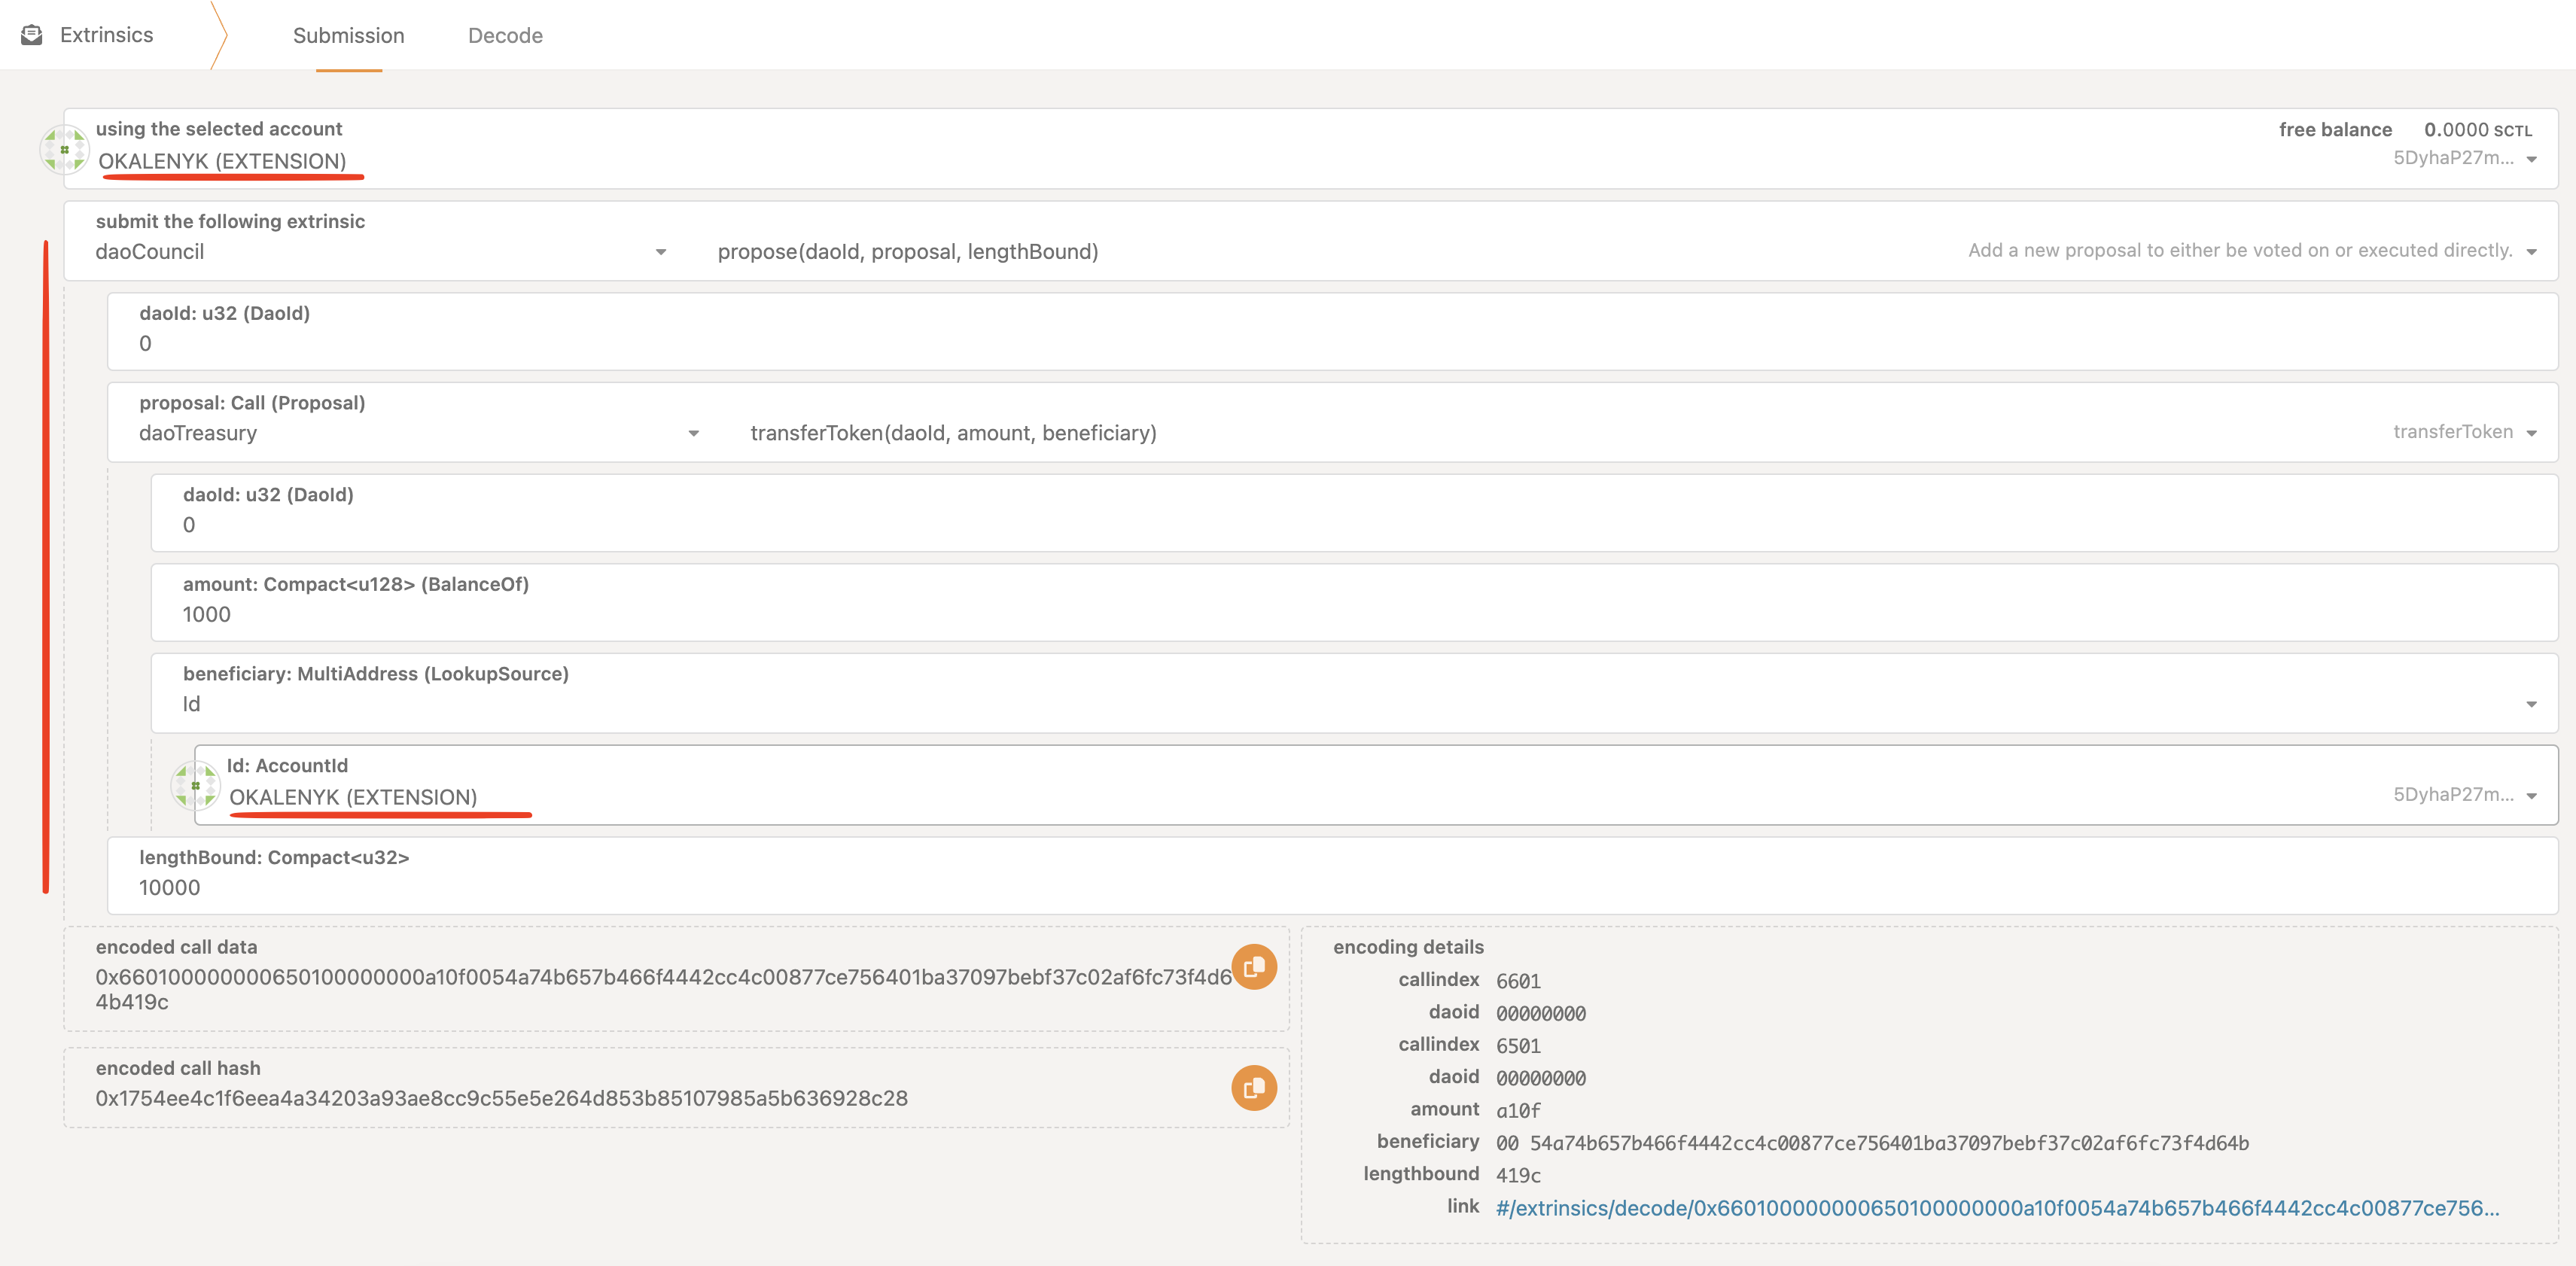 Extrinsics
Submission
Decode
using the selected account
OKALENYK (EXTENSION)
free balance 0.0000 SCTL
5DyhaP27m...
submit the following extrinsic
daoCouncil
propose(daoId, proposal, lengthBound)
Add a new proposal to either be voted on or executed directly.
daoId: u32 (DaoId)
0
proposal: Call (Proposal)
daoTreasury
transferToken(daoId, amount, beneficiary)
transferToken
daoId: u32 (DaoId)
0
amount: Compact<u128> (BalanceOf)
1000
beneficiary: MultiAddress (LookupSource)
Id
Id: AccountId
OKALENYK (EXTENSION)
5DyhaP27m...
lengthBound: Compact<u32>
10000
encoded call data
0x660100000000650100000000a10f0054a74b657b466f4442cc4c00877ce756401ba37097bebf37c02af6fc73f4d6
4b419c
encoded call hash
0x1754ee4c1f6eea4a34203a93ae8cc9c55e5e264d853b85107985a5b636928c28
encoding details
callindex 6601
daoid 00000000
callindex 6501
daoid 00000000
amount a10f
beneficiary 00 54a74b657b466f4442cc4c00877ce756401ba37097bebf37c02af6fc73f4d64b
lengthbound 419c
link #/extrinsics/decode/0x660100000000650100000000a10f0054a74b657b466f4442cc4c00877ce756...